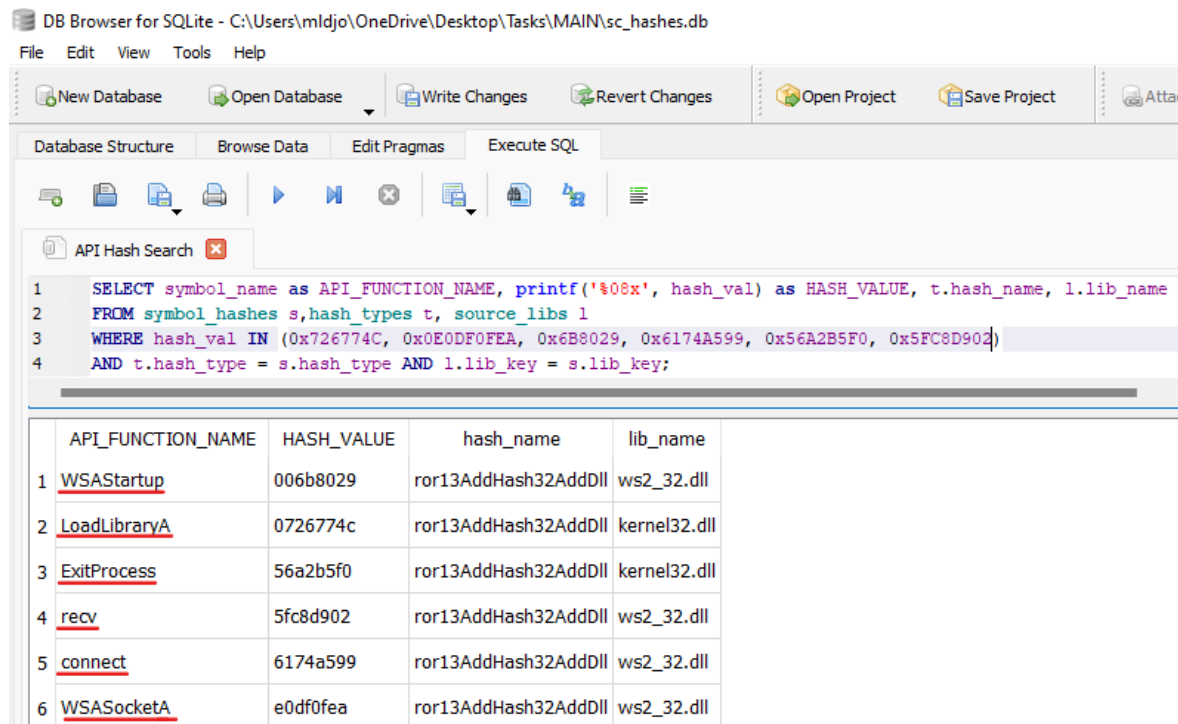 DB Browser for SQLite - C:\Users\mldjo\OneDrive\Desktop\Tasks\MAIN\sc_hashes.db
File Edit View Tools Help
New Database Open Database Write Changes Revert Changes Open Project Save Project Atta
Database Structure Browse Data Edit Pragmas Execute SQL
API Hash Search
1 SELECT symbol_name as API_FUNCTION_NAME, printf('%08x', hash_val) as HASH_VALUE, t.hash_name, l.lib_name
2 FROM symbol_hashes s,hash_types t, source_libs l
3 WHERE hash_val IN (0x726774C, 0x0E0DF0FEA, 0x6B8029, 0x6174A599, 0x56A2B5F0, 0x5FC8D902)
4 AND t.hash_type = s.hash_type AND l.lib_key = s.lib_key;
API_FUNCTION_NAME HASH_VALUE hash_name lib_name
1 WSAStartup 006b8029 ror13AddHash32AddDll ws2_32.dll
2 LoadLibraryA 0726774c ror13AddHash32AddDll kernel32.dll
3 ExitProcess 56a2b5f0 ror13AddHash32AddDll kernel32.dll
4 recv 5fc8d902 ror13AddHash32AddDll ws2_32.dll
5 connect 6174a599 ror13AddHash32AddDll ws2_32.dll
6 WSASocketA e0df0fea ror13AddHash32AddDll ws2_32.dll